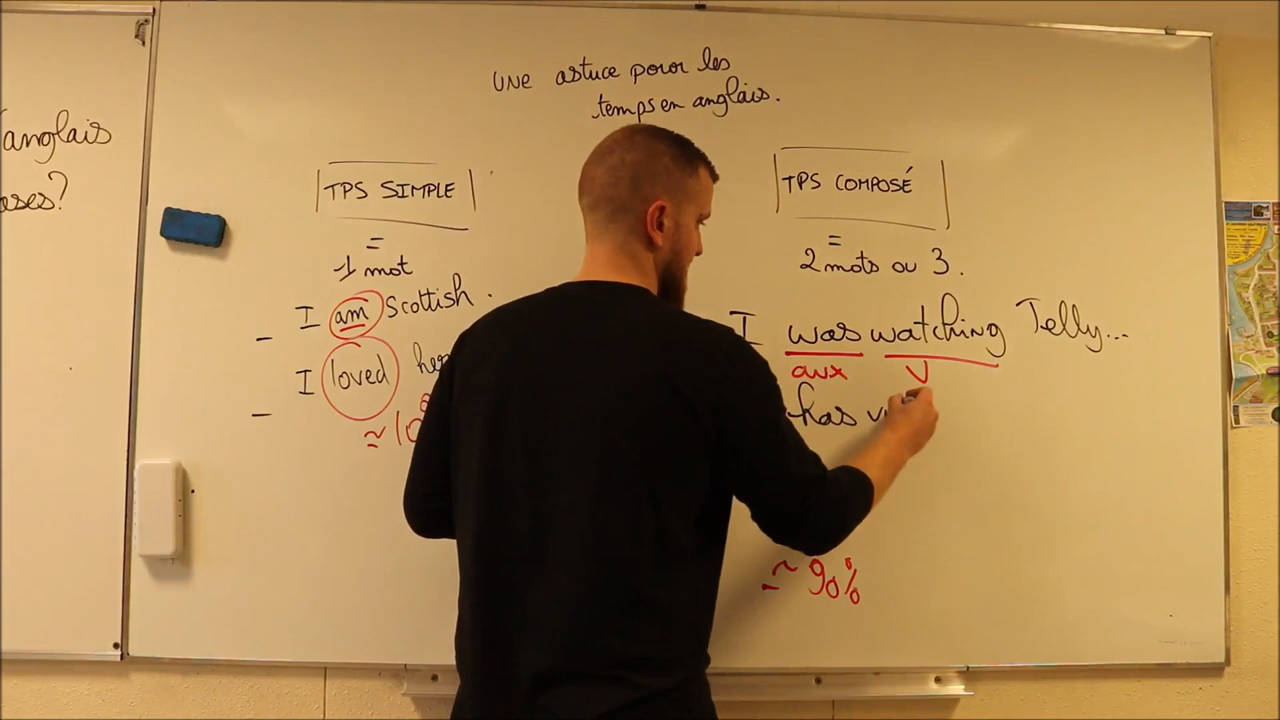 anglais
une astuce pour les
temps en anglais.
TPS SIMPLE
=
1 mot
- I am Scottish.
- I loved her
≃ 10
TPS COMPOSÉ
=
2 mots ou 3.
I was watching Telly...
aux V
has
≃ 90%